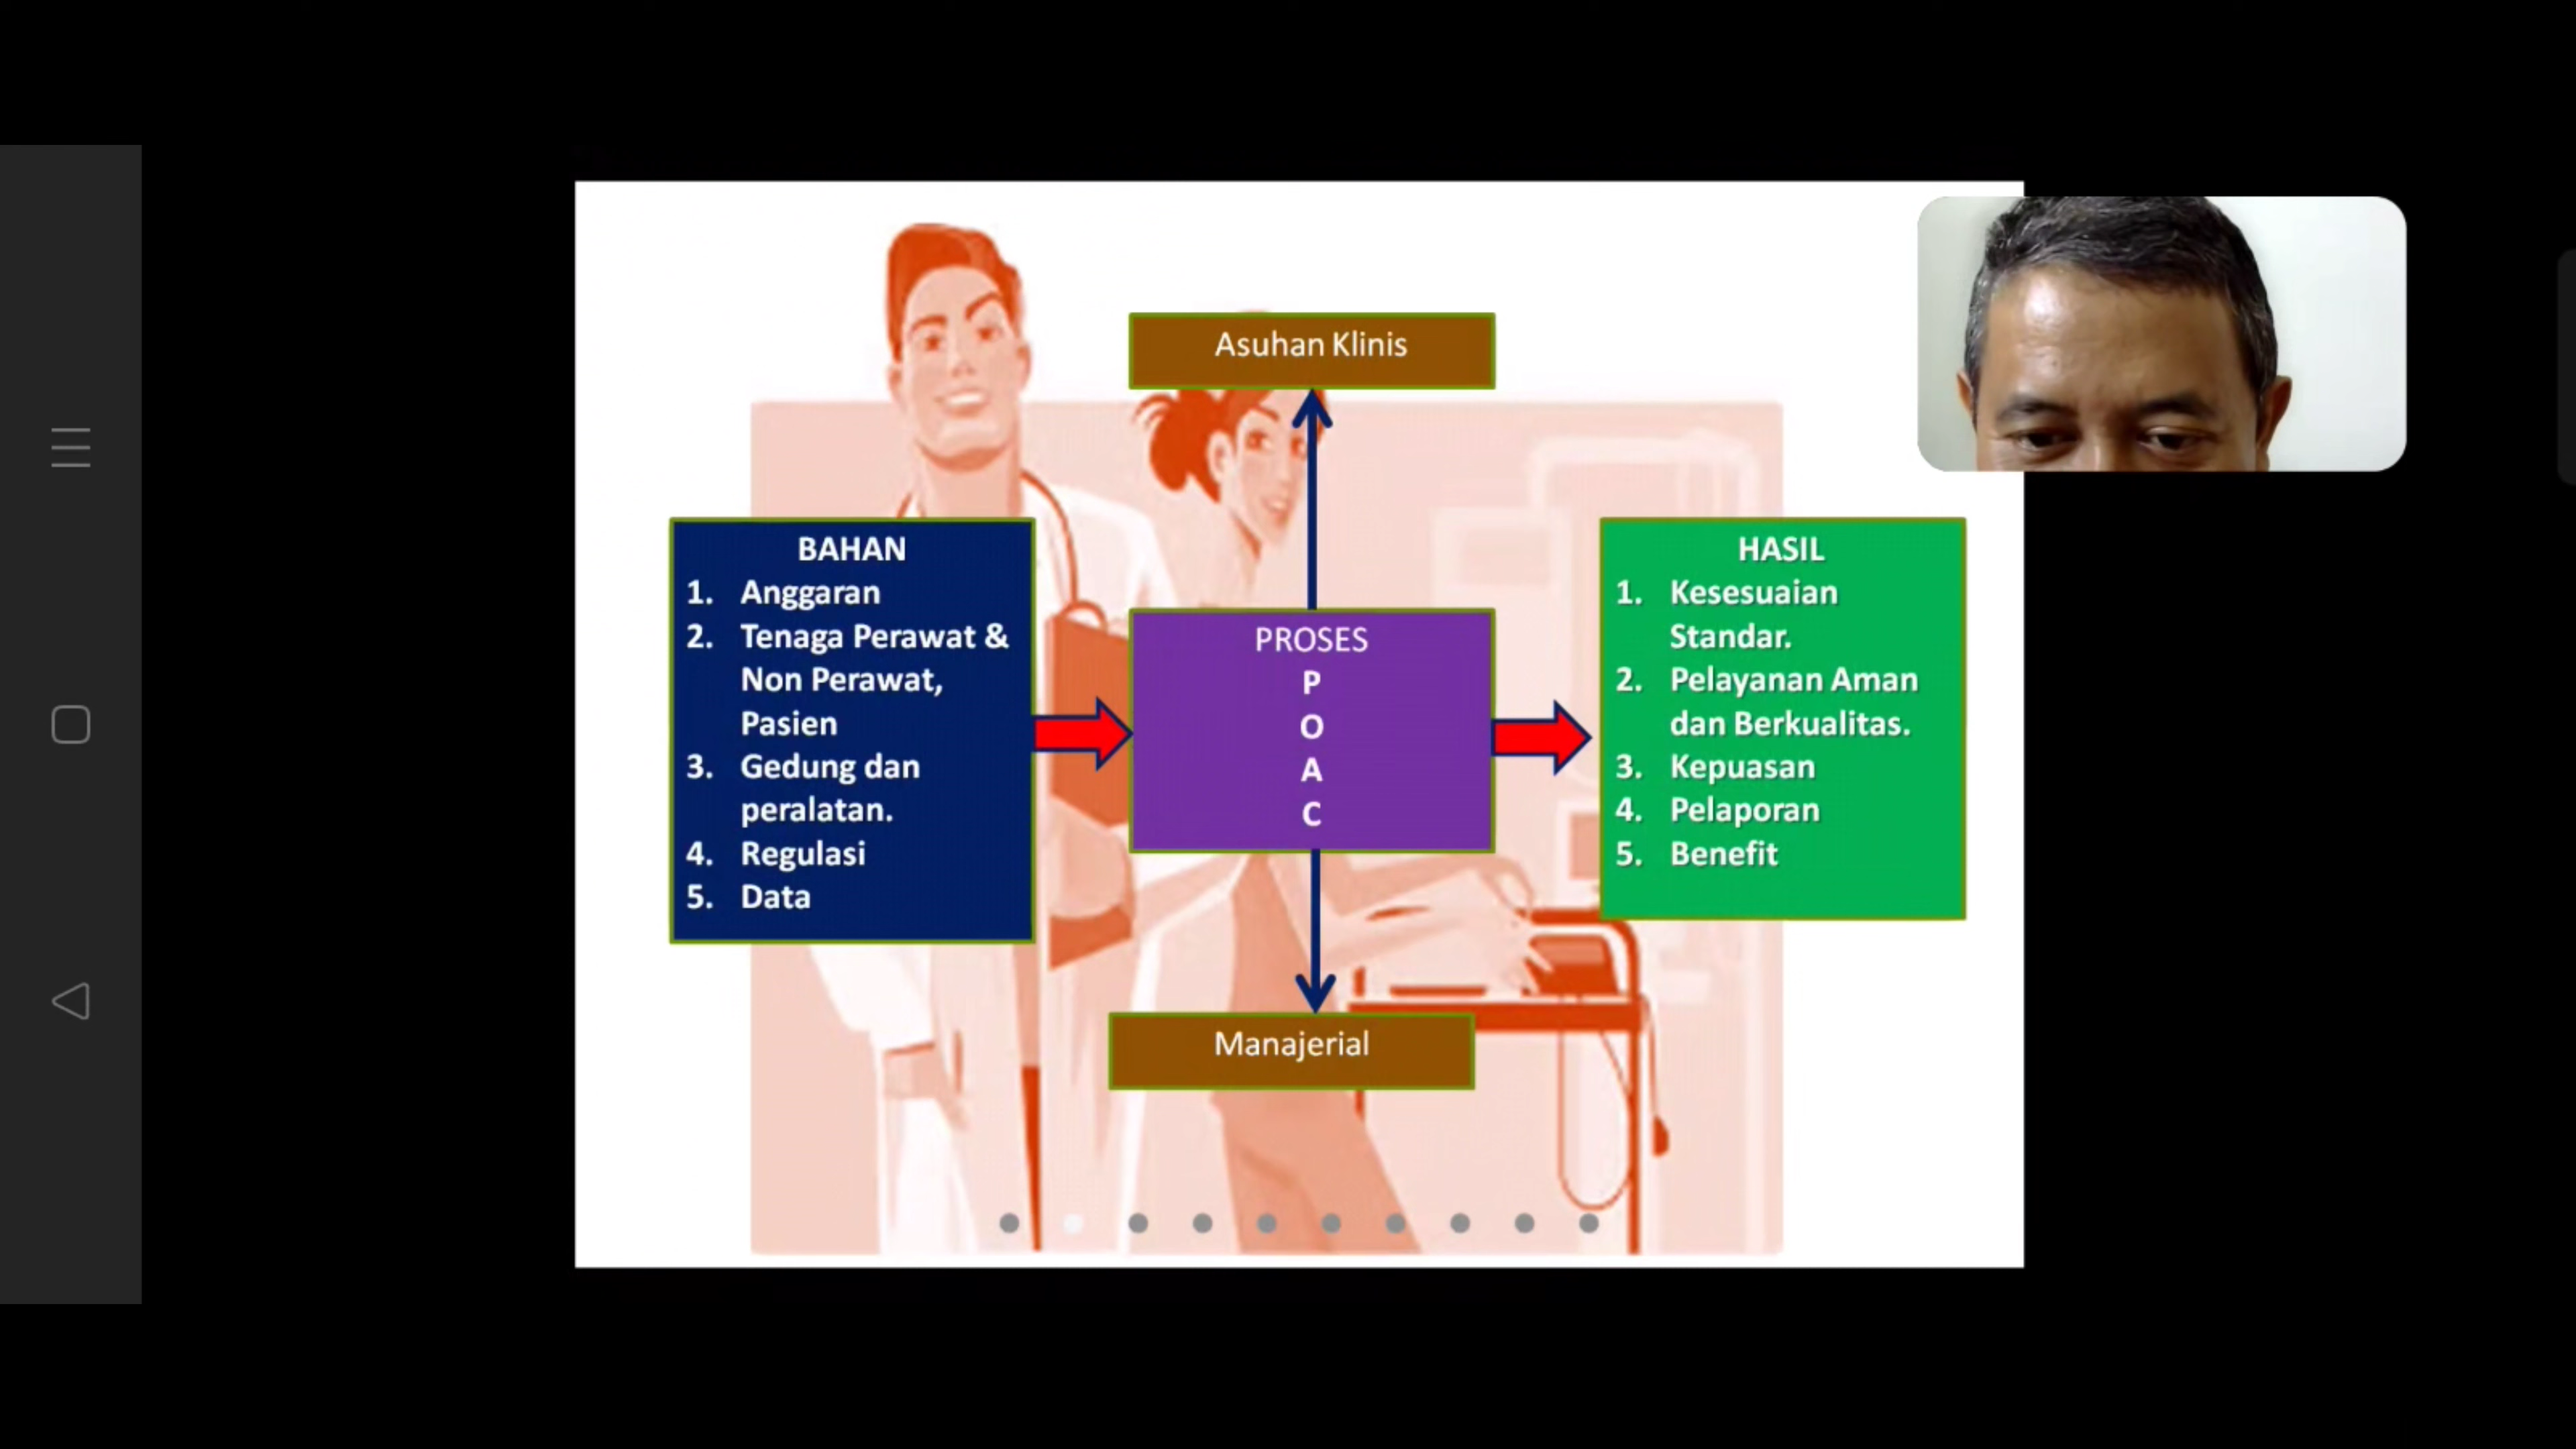 Asuhan Klinis
BAHAN
1. Anggaran
2. Tenaga Perawat &
Non Perawat,
Pasien
3. Gedung dan
peralatan.
4. Regulasi
5. Data
PROSES
P
O
A
C
HASIL
1. Kesesuaian
Standar.
2. Pelayanan Aman
dan Berkualitas.
3. Kepuasan
4. Pelaporan
5. Benefit
Manajerial